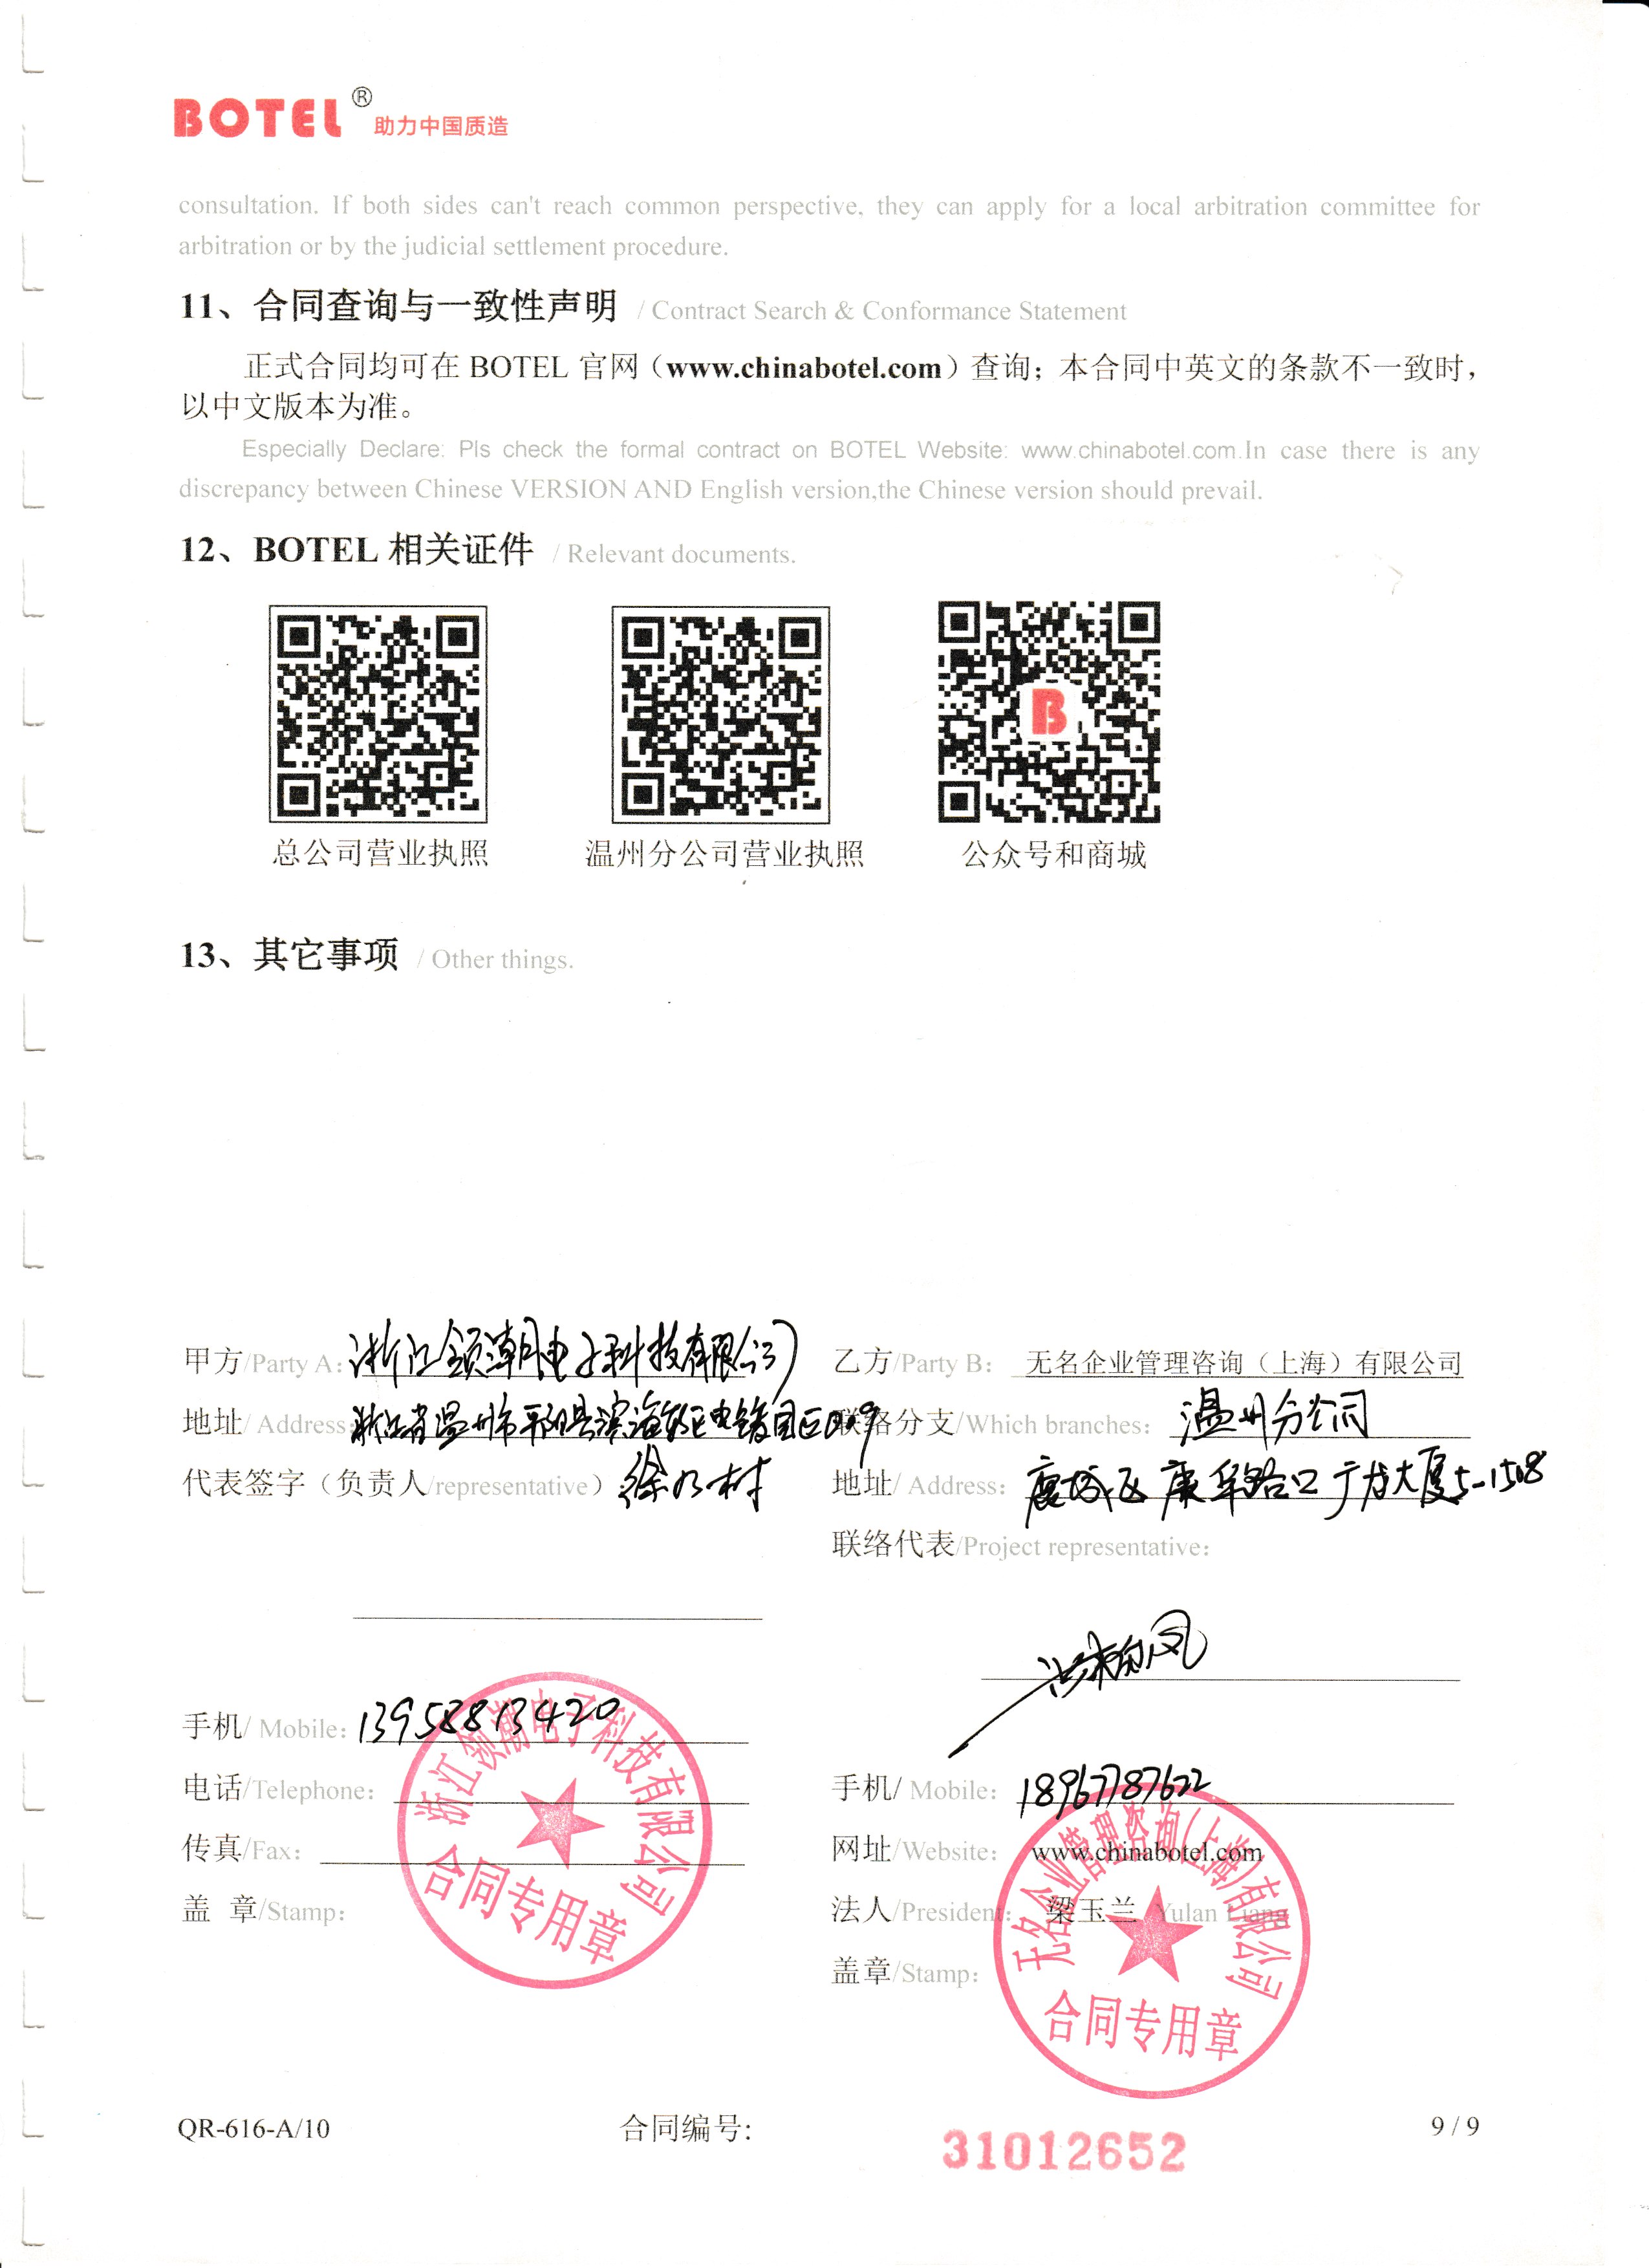 BOTEL® 助力中国质造
consultation. If both sides can't reach common perspective, they can apply for a local arbitration committee for
arbitration or by the judicial settlement procedure.
11、合同查询与一致性声明 / Contract Search & Conformance Statement
正式合同均可在 BOTEL 官网（www.chinabotel.com）查询；本合同中英文的条款不一致时，
以中文版本为准。
Especially Declare: Pls check the formal contract on BOTEL Website: www.chinabotel.com.In case there is any
discrepancy between Chinese VERSION AND English version,the Chinese version should prevail.
12、BOTEL 相关证件 / Relevant documents.
B
总公司营业执照 温州分公司营业执照 公众号和商城
13、其它事项 / Other things.
甲方/Party A: 浙江领潮电子科技有限公司
乙方/Party B: 无名企业管理咨询（上海）有限公司
地址/ Address: 浙江省温州市平阳县滨海新区电镀园区
联络分支/Which branches: 温州分公司
代表签字（负责人/representative）
地址/ Address: 鹿城区康华路口广龙大厦5-1508
联络代表/Project representative:
手机/ Mobile: 13958813420
电话/Telephone:
传真/Fax:
盖 章/Stamp:
浙江领潮电子科技有限公司
合同专用章
手机/ Mobile: 18967787622
网址/Website: www.chinabotel.com
法人/President: 梁玉兰 Yulan Liang
盖章/Stamp:
无名企业管理咨询(上海)有限公司
合同专用章
QR-616-A/10 合同编号: 31012652 9 / 9